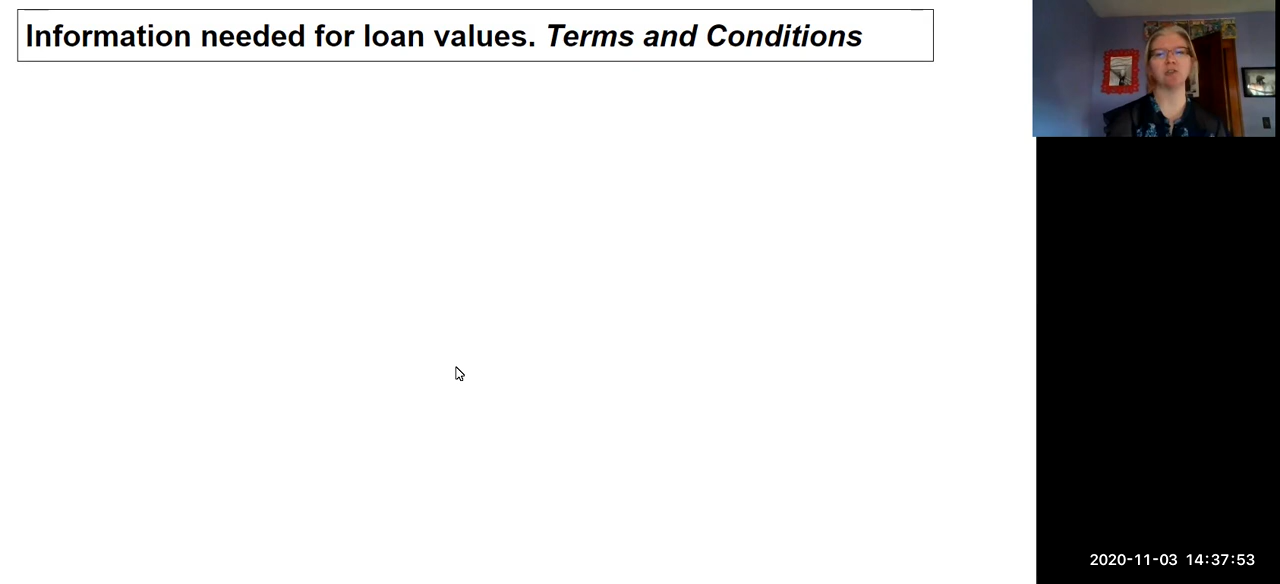 Information needed for loan values. Terms and Conditions
2020-11-03 14:37:53